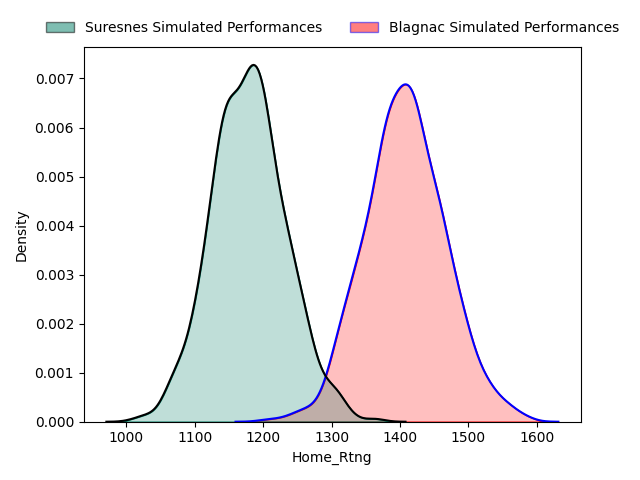 Suresnes Simulated Performances Blagnac Simulated Performances
0.007
0.006
0.005
0.004
0.003
0.002
0.001
0.000
Density
1000 1100 1200 1300 1400 1500 1600
Home_Rtng